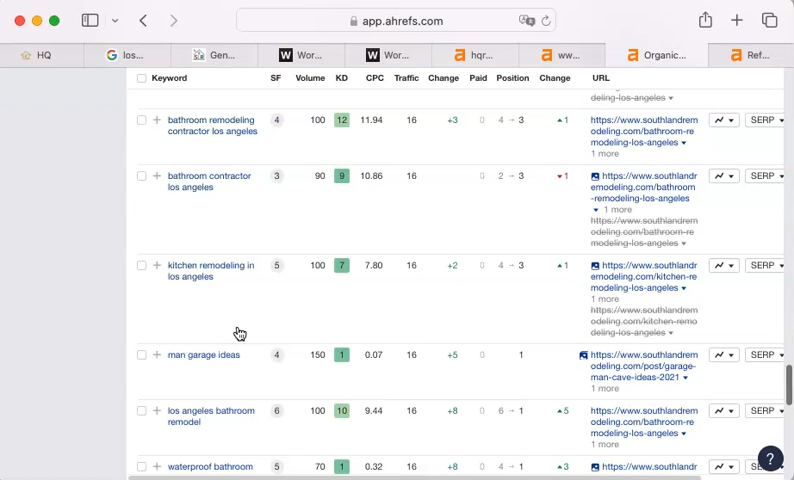 app.ahrefs.com
HQ
los...
Gen...
W Wor...
W Wor...
a hqr...
a ww...
a Organic...
a Ref...
Keyword SF Volume KD CPC Traffic Change Paid Position Change URL
deling-los-angeles
bathroom remodeling contractor los angeles 4 100 12 11.94 16 +3 0 4 → 3 1 https://www.southlandrem
odeling.com/bathroom-re
modeling-los-angeles
1 more
SERP
bathroom contractor los angeles 3 90 9 10.86 16 0 2 → 3 1 https://www.southlandr
emodeling.com/bathroom
-remodeling-los-angeles
1 more
https://www.southlandrem
odeling.com/bathroom-re
modeling-los-angeles
SERP
kitchen remodeling in los angeles 5 100 7 7.80 16 +2 0 4 → 3 1 https://www.southlandr
emodeling.com/kitchen-re
modeling-los-angeles
1 more
https://www.southlandrem
odeling.com/kitchen-remo
deling-los-angeles
SERP
man garage ideas 4 150 1 0.07 16 +5 0 1 https://www.southlandrem
odeling.com/post/garage-
man-cave-ideas-2021
1 more
SERP
los angeles bathroom remodel 6 100 10 9.44 16 +8 0 6 → 1 5 https://www.southlandrem
odeling.com/bathroom-re
modeling-los-angeles
1 more
SERP
waterproof bathroom 5 70 1 0.32 16 +8 0 4 → 1 3 https://www.southlandr
SERP
?